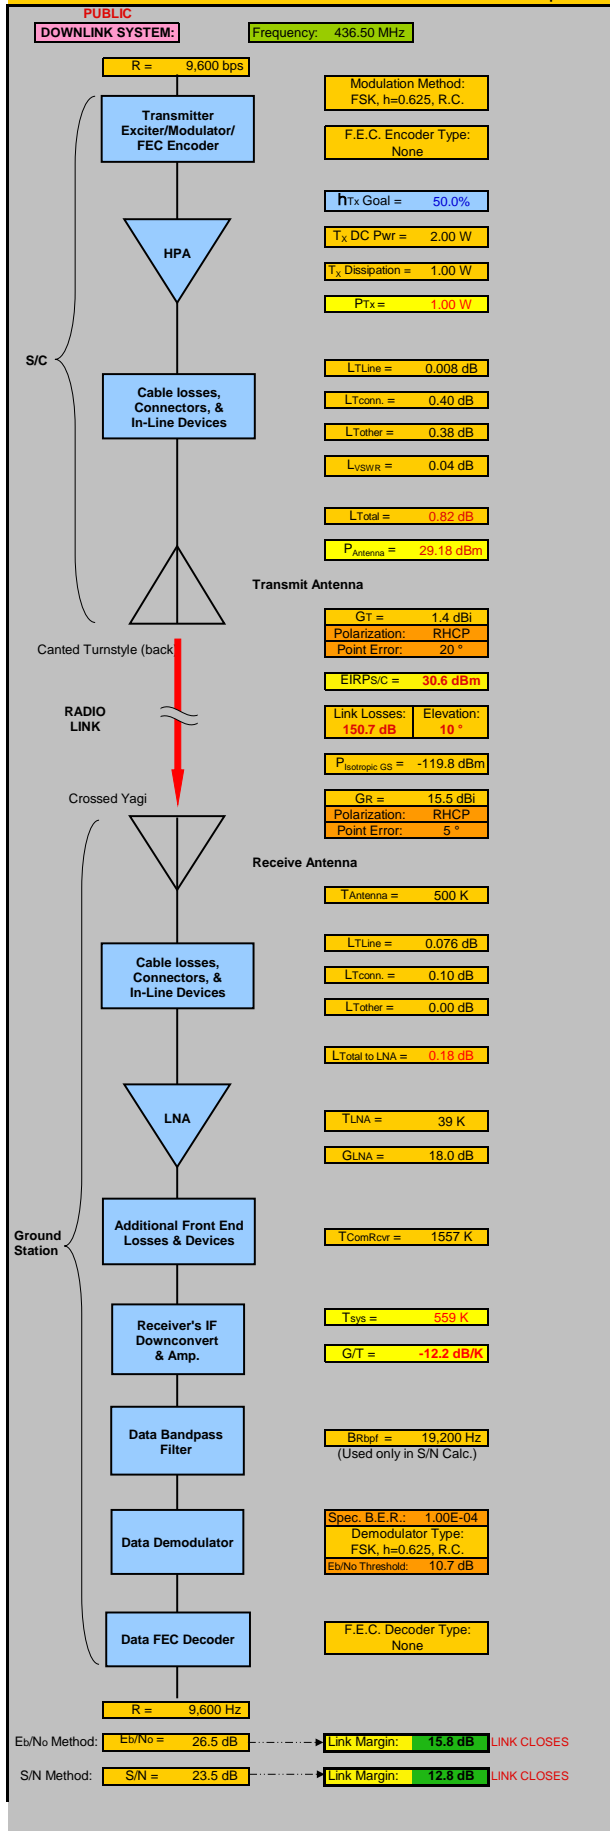 PUBLIC
DOWNLINK SYSTEM:
Frequency: 436.50 MHz
R = 9,600 bps
Modulation Method:
FSK, h=0.625, R.C.
Transmitter
Exciter/Modulator/
FEC Encoder
F.E.C. Encoder Type:
None
hTx Goal = 50.0%
HPA
TX DC Pwr = 2.00 W
TX Dissipation = 1.00 W
PTx = 1.00 W
S/C
LTLine = 0.008 dB
Cable losses,
Connectors, &
In-Line Devices
LTconn. = 0.40 dB
LTother = 0.38 dB
LVSWR = 0.04 dB
LTotal = 0.82 dB
PAntenna = 29.18 dBm
Transmit Antenna
GT = 1.4 dBi
Polarization: RHCP
Point Error: 20 °
Canted Turnstyle (back
EIRPS/C = 30.6 dBm
RADIO
LINK
Link Losses: Elevation:
150.7 dB 10 °
PIsotropic GS = -119.8 dBm
Crossed Yagi
GR = 15.5 dBi
Polarization: RHCP
Point Error: 5 °
Receive Antenna
TAntenna = 500 K
LTLine = 0.076 dB
Cable losses,
Connectors, &
In-Line Devices
LTconn. = 0.10 dB
LTother = 0.00 dB
LTotal to LNA = 0.18 dB
LNA
TLNA = 39 K
GLNA = 18.0 dB
Ground
Station
Additional Front End
Losses & Devices
TComRcvr = 1557 K
Receiver's IF
Downconvert
& Amp.
Tsys = 559 K
G/T = -12.2 dB/K
Data Bandpass
Filter
BRbpf = 19,200 Hz
(Used only in S/N Calc.)
Spec. B.E.R.: 1.00E-04
Data Demodulator
Demodulator Type:
FSK, h=0.625, R.C.
Eb/No Threshold: 10.7 dB
Data FEC Decoder
F.E.C. Decoder Type:
None
R = 9,600 Hz
Eb/No Method: Eb/No = 26.5 dB Link Margin: 15.8 dB LINK CLOSES
S/N Method: S/N = 23.5 dB Link Margin: 12.8 dB LINK CLOSES